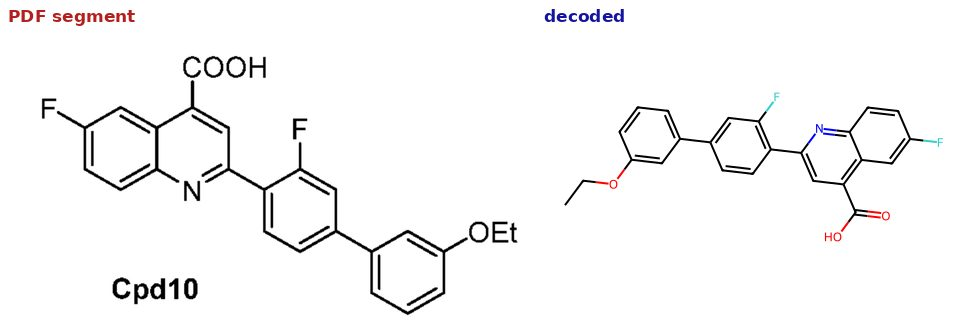 PDF segment
decoded
COOH
F
F
N
OEt
Cpd10
F
N
F
O
O
HO